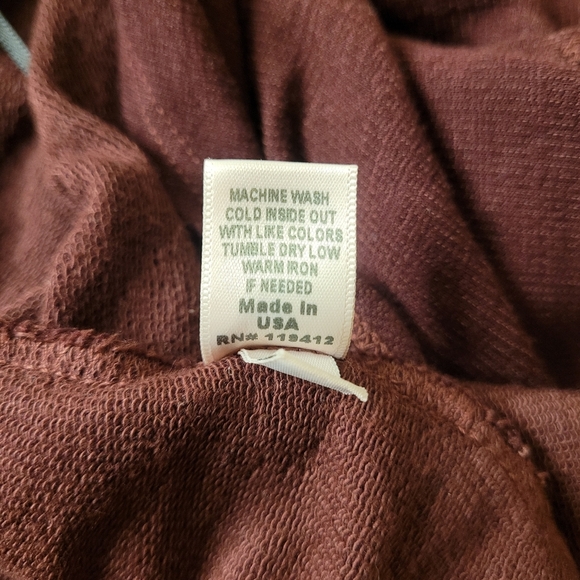 MACHINE WASH
COLD INSIDE OUT
WITH LIKE COLORS
TUMBLE DRY LOW
WARM IRON
IF NEEDED
Made In
USA
RN# 119412